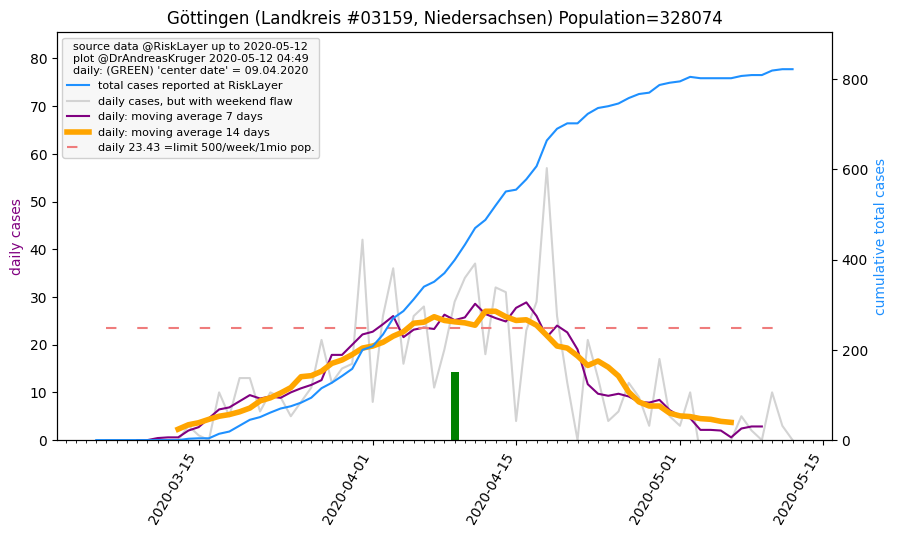 Göttingen (Landkreis #03159, Niedersachsen) Population=328074
source data @RiskLayer up to 2020-05-12
plot @DrAndreasKruger 2020-05-12 04:49
daily: (GREEN) 'center date' = 09.04.2020
total cases reported at RiskLayer
daily cases, but with weekend flaw
daily: moving average 7 days
daily: moving average 14 days
daily 23.43 =limit 500/week/1mio pop.
daily cases
80
70
60
50
40
30
20
10
0
cumulative total cases
800
600
400
200
0
2020-03-15
2020-04-01
2020-04-15
2020-05-01
2020-05-15